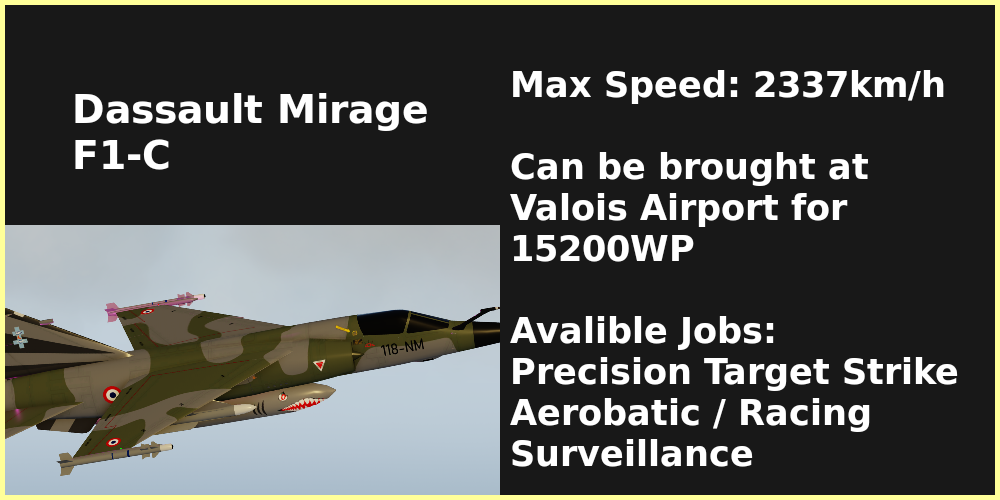 Dassault Mirage
F1-C
Max Speed: 2337km/h
Can be brought at
Valois Airport for
15200WP
Avalible Jobs:
Precision Target Strike
Aerobatic / Racing
Surveillance
118-NM